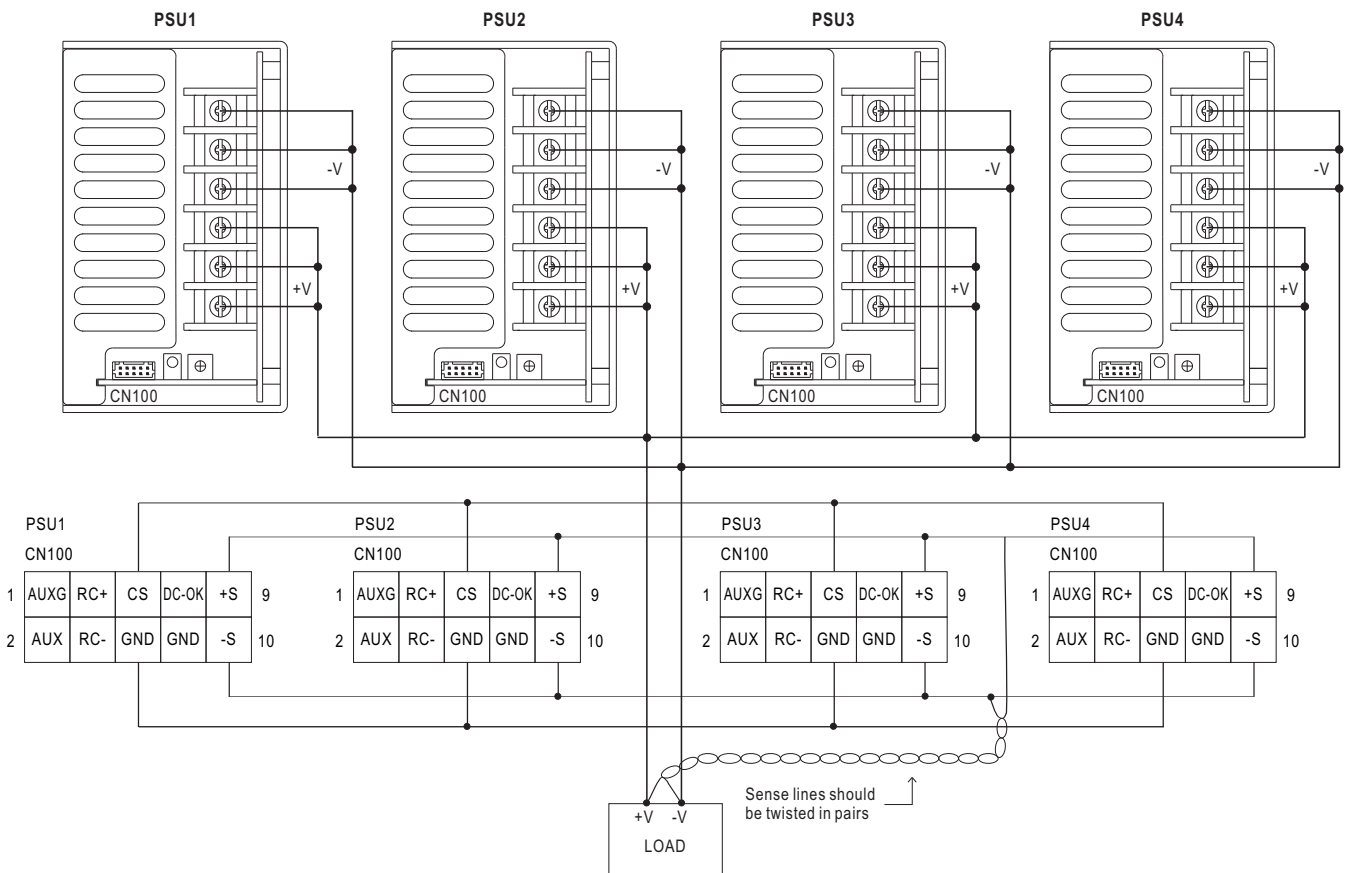 PSU1 PSU2 PSU3 PSU4
-V -V -V -V
+V +V +V +V
CN100 CN100 CN100 CN100
PSU1 PSU2 PSU3 PSU4
CN100 CN100 CN100 CN100
1 AUXG RC+ CS DC-OK +S 9 1 AUXG RC+ CS DC-OK +S 9 1 AUXG RC+ CS DC-OK +S 9 1 AUXG RC+ CS DC-OK +S 9
2 AUX RC- GND GND -S 10 2 AUX RC- GND GND -S 10 2 AUX RC- GND GND -S 10 2 AUX RC- GND GND -S 10
Sense lines should
be twisted in pairs
+V -V
LOAD